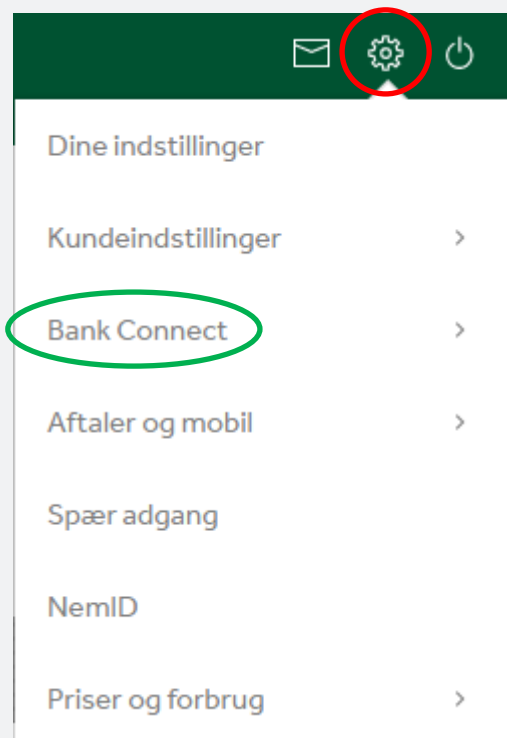 Dine indstillinger
Kundeindstillinger
Bank Connect
Aftaler og mobil
Spær adgang
NemID
Priser og forbrug